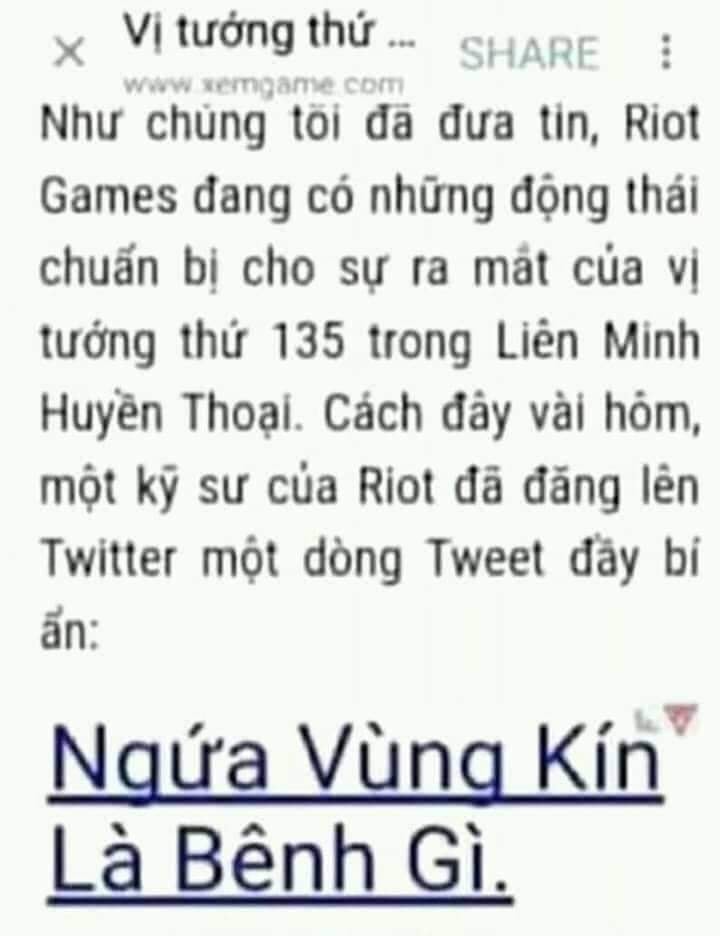 Vị tướng thứ ...
SHARE
www.xemgame.com
Như chúng tôi đã đưa tin, Riot
Games đang có những động thái
chuẩn bị cho sự ra mắt của vị
tướng thứ 135 trong Liên Minh
Huyền Thoại. Cách đây vài hôm,
một kỹ sư của Riot đã đăng lên
Twitter một dòng Tweet đầy bí
ẩn:
Ngứa Vùng Kín
Là Bênh Gì.